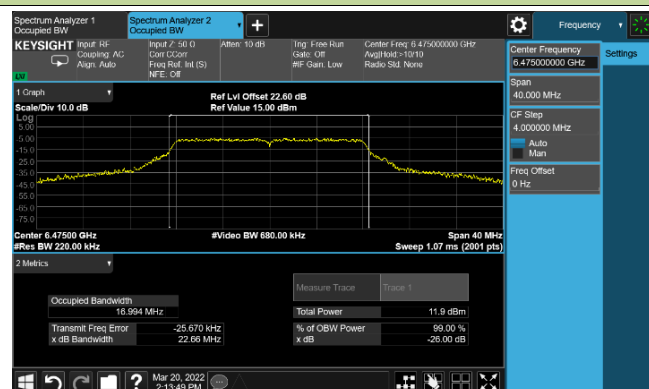 Spectrum Analyzer 1
Occupied BW
Spectrum Analyzer 2
Occupied BW
Frequency
KEYSIGHT
Input: RF
Coupling: AC
Align: Auto
Input Z: 50 Ω
Corr CCorr
Freq Ref: Int (S)
NFE: Off
Atten: 10 dB
Trig: Free Run
Gate: Off
#IF Gain: Low
Center Freq: 6.475000000 GHz
Avg|Hold:>10/10
Radio Std: None
LVI
Center Frequency
6.475000000 GHz
Settings
Span
40.000 MHz
CF Step
4.000000 MHz
Auto
Man
Freq Offset
0 Hz
1 Graph
Scale/Div 10.0 dB
Ref Lvl Offset 22.60 dB
Ref Value 15.00 dBm
Log
5.00
-5.00
-15.0
-25.0
-35.0
-45.0
-55.0
-65.0
-75.0
Center 6.47500 GHz
#Video BW 680.00 kHz
Span 40 MHz
#Res BW 220.00 kHz
Sweep 1.07 ms (2001 pts)
2 Metrics
Measure Trace
Trace 1
Occupied Bandwidth
16.994 MHz
Total Power
11.9 dBm
Transmit Freq Error
-25.670 kHz
% of OBW Power
99.00 %
x dB Bandwidth
22.66 MHz
x dB
-26.00 dB
Mar 20, 2022
2:13:49 PM